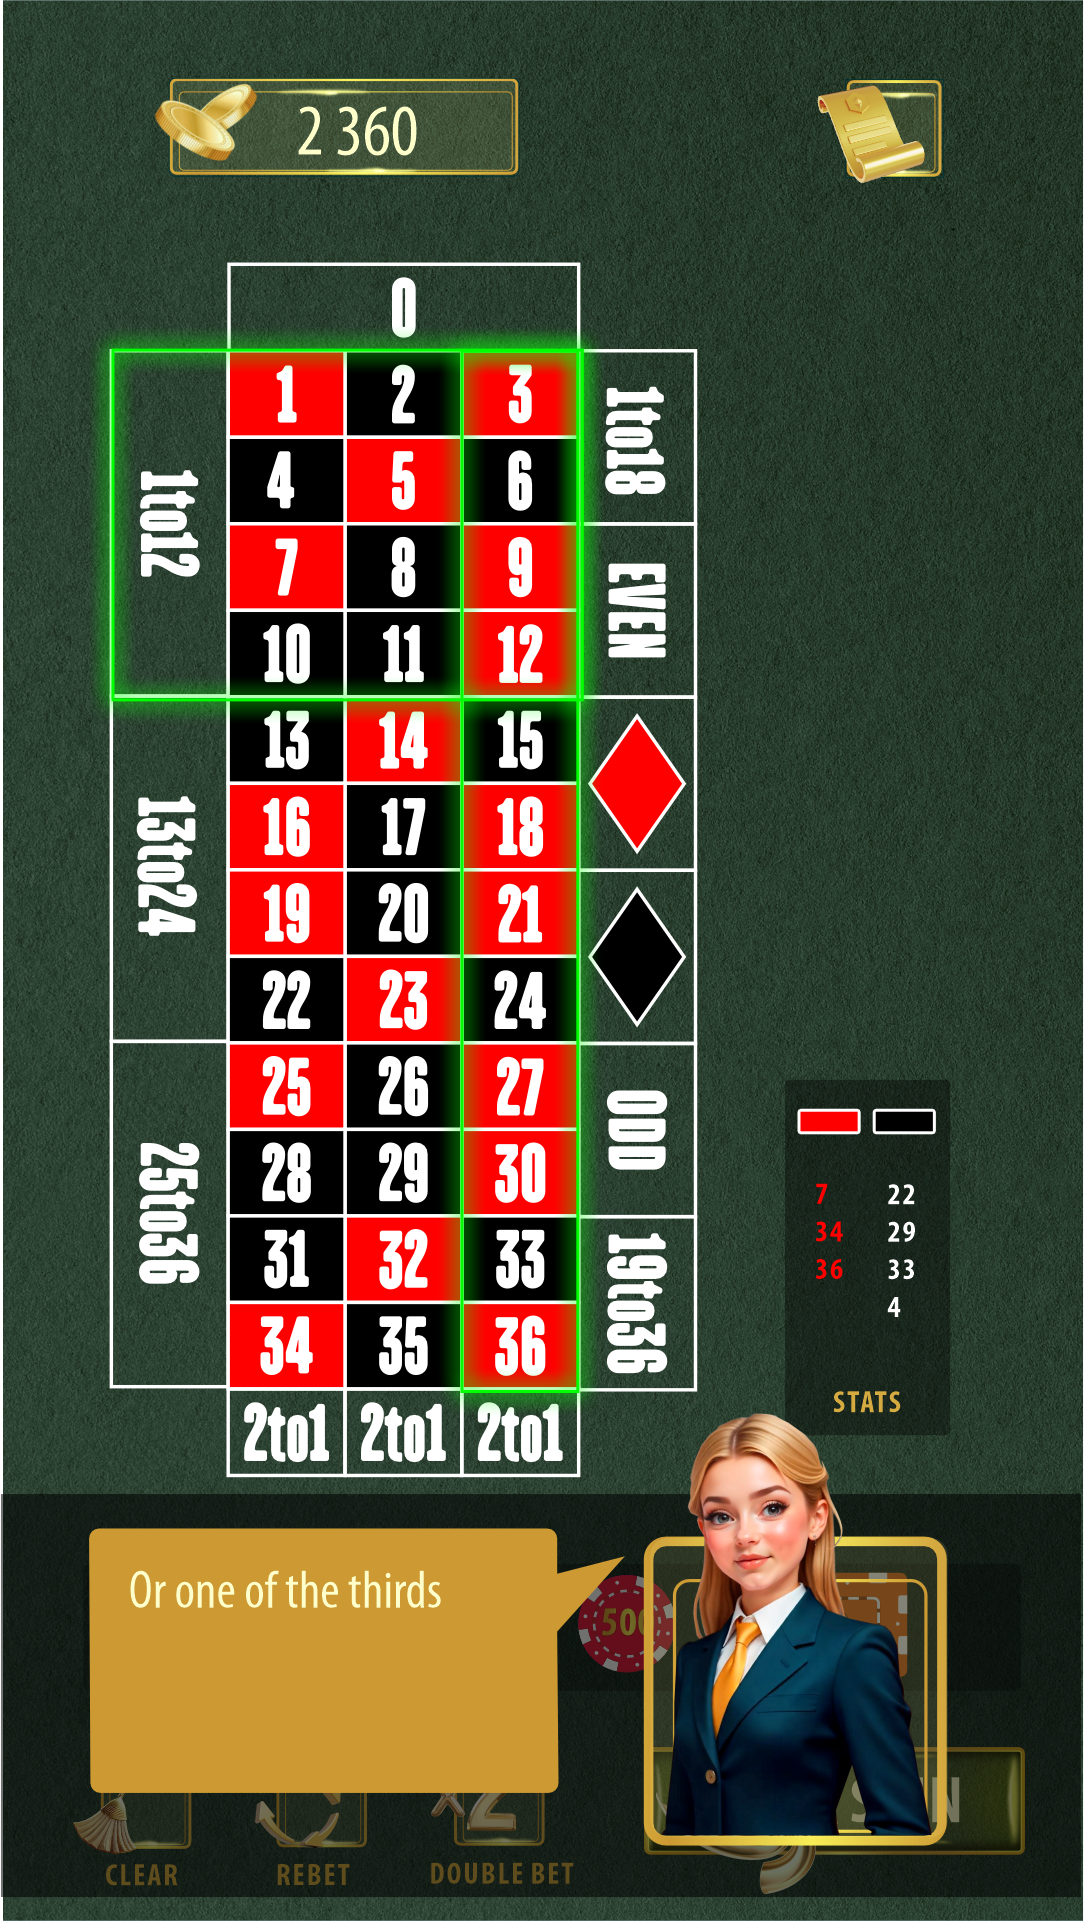 2 360
0
1 2 3
4 5 6
7 8 9
10 11 12
13 14 15
16 17 18
19 20 21
22 23 24
25 26 27
28 29 30
31 32 33
34 35 36
2to1 2to1 2to1
1to12
13to24
25to36
1to18
EVEN
ODD
19to36
7 22
34 29
36 33
4
STATS
Or one of the thirds
500
CLEAR
REBET
DOUBLE BET